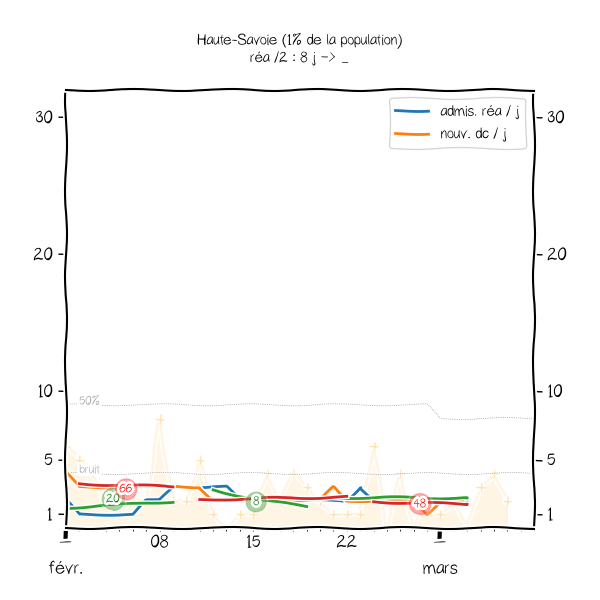 Haute-Savoie (1% de la population)
réa /2 : 8 j -> _
admis. réa / j
nouv. dc / j
30
30
20
20
10
10
50%
5
5
bruit
66
20
8
48
1
1
08
15
22
févr.
mars